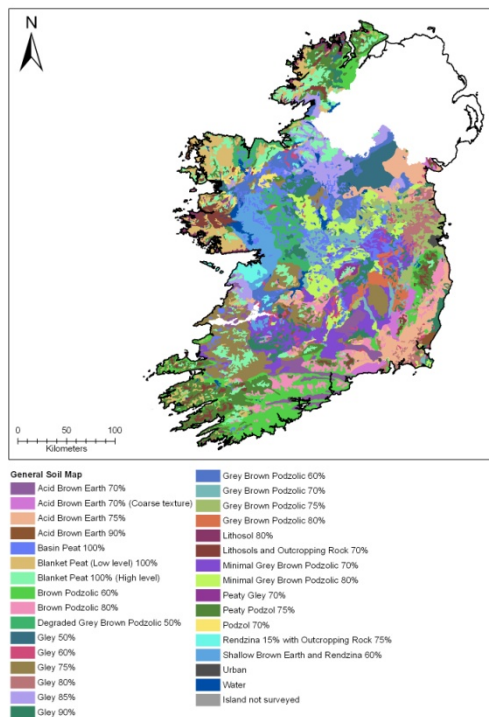 N
0 25 50 100
Kilometers
General Soil Map
Acid Brown Earth 70%
Acid Brown Earth 70% (Coarse texture)
Acid Brown Earth 75%
Acid Brown Earth 90%
Basin Peat 100%
Blanket Peat (Low level) 100%
Blanket Peat 100% (High level)
Brown Podzolic 60%
Brown Podzolic 80%
Degraded Grey Brown Podzolic 50%
Gley 50%
Gley 60%
Gley 75%
Gley 80%
Gley 85%
Gley 90%
Grey Brown Podzolic 60%
Grey Brown Podzolic 70%
Grey Brown Podzolic 75%
Grey Brown Podzolic 80%
Lithosol 80%
Lithosols and Outcropping Rock 70%
Minimal Grey Brown Podzolic 70%
Minimal Grey Brown Podzolic 80%
Peaty Gley 70%
Peaty Podzol 75%
Podzol 70%
Rendzina 15% with Outcropping Rock 75%
Shallow Brown Earth and Rendzina 60%
Urban
Water
Island not surveyed